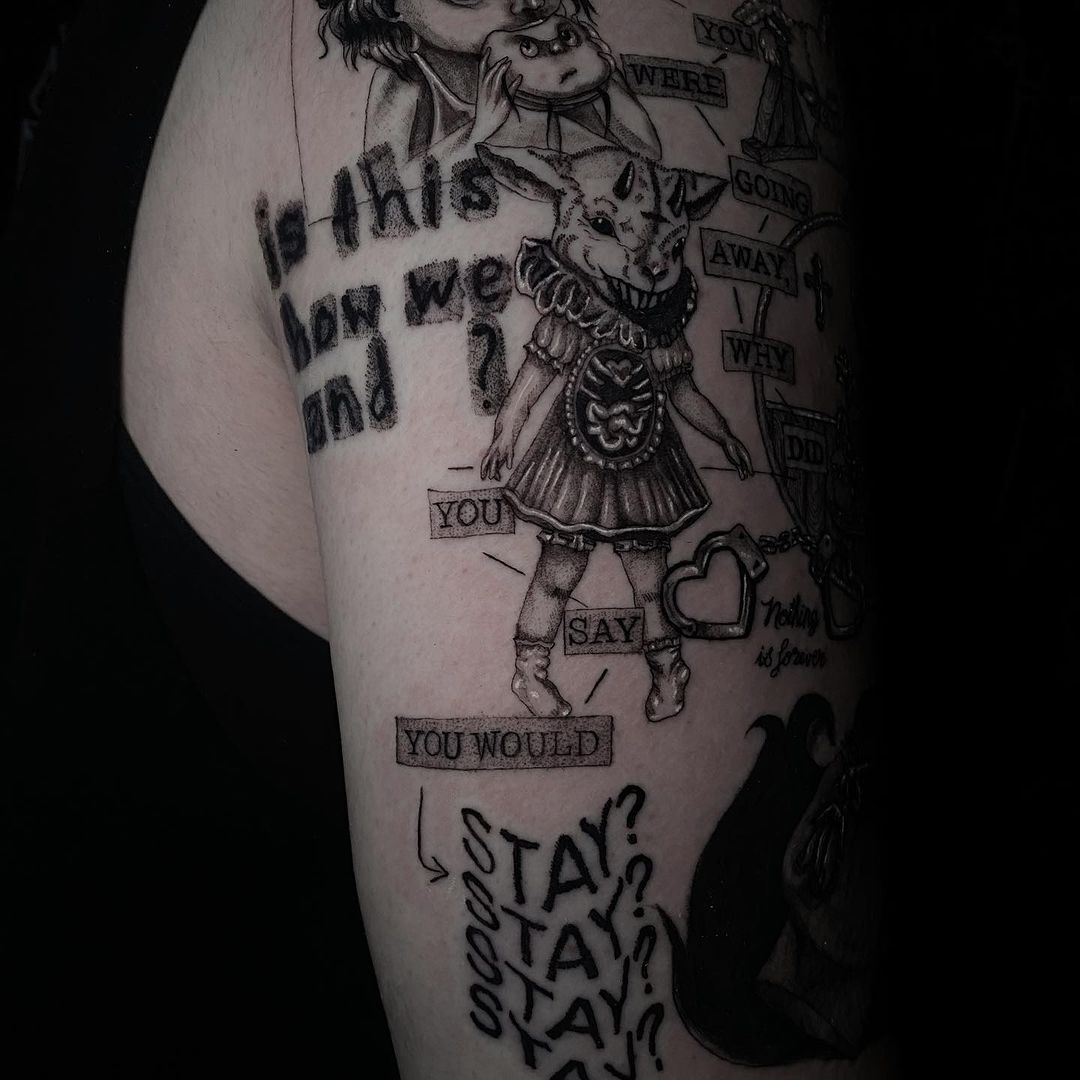 YOU
WERE
GOING
AWAY,
WHY
DID
YOU
SAY
YOU WOULD
STAY?
STAY?
STAY?
STAY?
is this
how we
end ?
Nothing
is forever